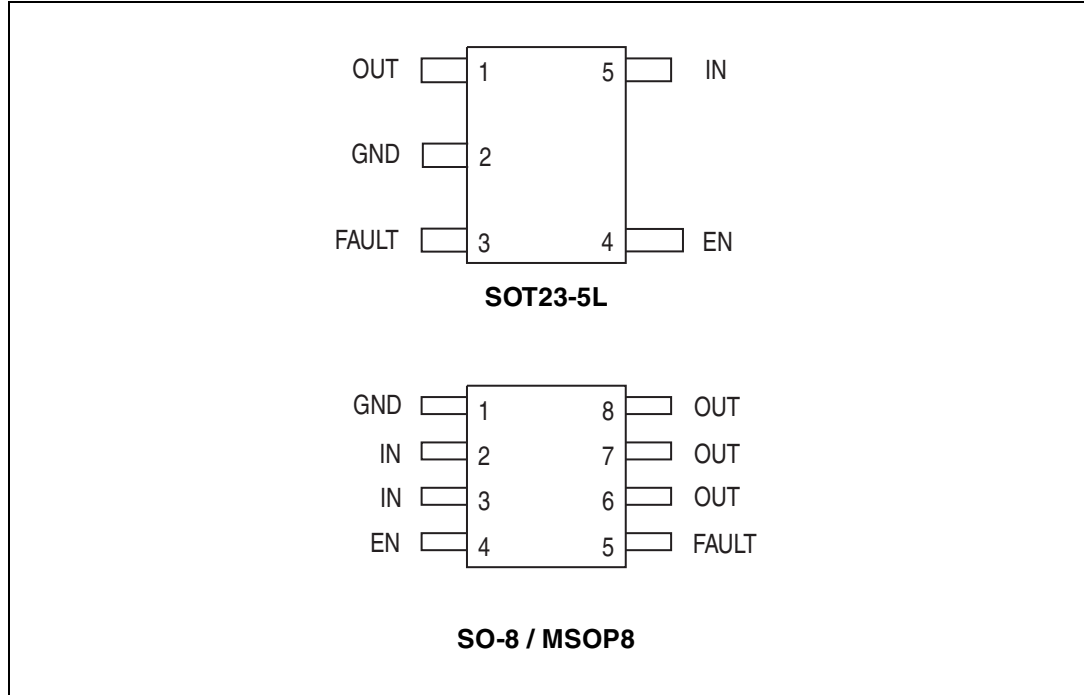 OUT 1 5 IN
GND 2
FAULT 3 4 EN
SOT23-5L
GND 1 8 OUT
IN 2 7 OUT
IN 3 6 OUT
EN 4 5 FAULT
SO-8 / MSOP8